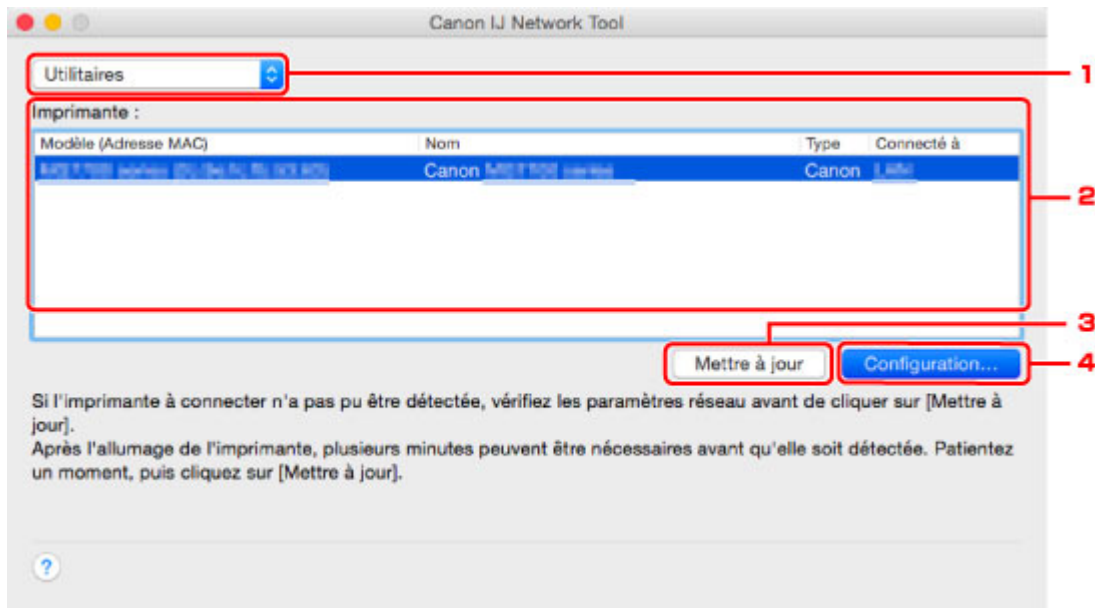 Canon IJ Network Tool
Utilitaires
1
Imprimante :
Modèle (Adresse MAC) Nom Type Connecté à
Canon Canon
2
3
Mettre à jour Configuration...
4
Si l'imprimante à connecter n'a pas pu être détectée, vérifiez les paramètres réseau avant de cliquer sur [Mettre à
jour].
Après l'allumage de l'imprimante, plusieurs minutes peuvent être nécessaires avant qu'elle soit détectée. Patientez
un moment, puis cliquez sur [Mettre à jour].
?